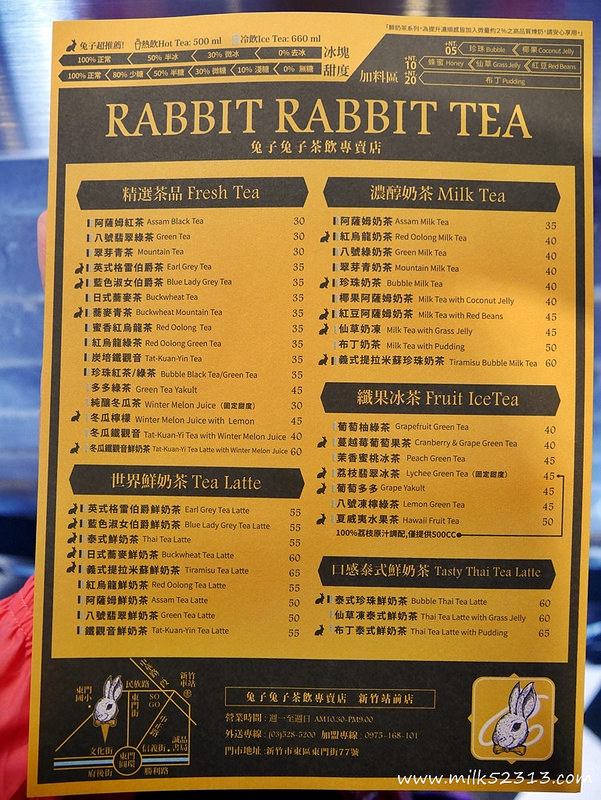 「鮮奶茶系列」為提升濃順感皆加入微量約2%之高品質煉奶,請安心享用。
兔子超推薦! 熱飲Hot Tea: 500 ml 冷飲Ice Tea: 660 ml
100% 正常 50% 半冰 30% 微冰 0% 去冰 冰塊
100% 正常 80% 少糖 50% 半糖 30% 微糖 10% 淺糖 0% 無糖 甜度
加料區
+NT 05 珍珠 Bubble 椰果 Coconut Jelly
+NT 10 蜂蜜 Honey 仙草 Grass Jelly 紅豆 Red Beans
+NT 20 布丁 Pudding
RABBIT RABBIT TEA
兔子兔子茶飲專賣店
精選茶品 Fresh Tea
阿薩姆紅茶 Assam Black Tea 30
八號翡翠綠茶 Green Tea 30
翠芽青茶 Mountain Tea 30
英式格雷伯爵茶 Earl Grey Tea 35
藍色淑女伯爵茶 Blue Lady Grey Tea 35
日式蕎麥茶 Buckwheat Tea 35
蕎麥青茶 Buckwheat Mountain Tea 35
蜜香紅烏龍茶 Red Oolong Tea 35
紅烏龍綠茶 Red Oolong Green Tea 35
炭焙鐵觀音 Tat-Kuan-Yin Tea 35
珍珠紅茶/綠茶 Bubble Black Tea/Green Tea 35
多多綠茶 Green Tea Yakult 45
純釀冬瓜茶 Winter Melon Juice (固定甜度) 30
冬瓜檸檬 Winter Melon Juice with Lemon 45
冬瓜鐵觀音 Tat-Kuan-Yi Tea with Winter Melon Juice 40
冬瓜鐵觀音鮮奶茶 Tat-Kuan-Yi Tea Latte with Winter Melon Juice 60
世界鮮奶茶 Tea Latte
英式格雷伯爵鮮奶茶 Earl Grey Tea Latte 55
藍色淑女伯爵鮮奶茶 Blue Lady Grey Tea Latte 55
泰式鮮奶茶 Thai Tea Latte 55
日式蕎麥鮮奶茶 Buckwheat Tea Latte 60
義式提拉米蘇鮮奶茶 Tiramisu Tea Latte 65
紅烏龍鮮奶茶 Red Oolong Tea Latte 55
阿薩姆鮮奶茶 Assam Tea Latte 50
八號翡翠鮮奶茶 Green Tea Latte 50
鐵觀音鮮奶茶 Tat-Kuan-Yin Tea Latte 55
濃醇奶茶 Milk Tea
阿薩姆奶茶 Assam Milk Tea 35
紅烏龍奶茶 Red Oolong Milk Tea 40
八號綠奶茶 Green Milk Tea 40
翠芽青奶茶 Mountain Milk Tea 40
珍珠奶茶 Bubble Milk Tea 40
椰果阿薩姆奶茶 Milk Tea with Coconut Jelly 40
紅豆阿薩姆奶茶 Milk Tea with Red Beans 45
仙草奶凍 Milk Tea with Grass Jelly 45
布丁奶茶 Milk Tea with Pudding 50
義式提拉米蘇珍珠奶茶 Tiramisu Bubble Milk Tea 60
纖果冰茶 Fruit IceTea
葡萄柚綠茶 Grapefruit Green Tea 40
蔓越莓葡萄果茶 Cranberry & Grape Green Tea 40
茉香蜜桃冰茶 Peach Green Tea 45
荔枝翡翠冰茶 Lychee Green Tea (固定甜度) 45
葡萄多多 Grape Yakult 45
八號凍檸綠茶 Lemon Green Tea 45
夏威夷水果茶 Hawaii Fruit Tea 50
100%荔枝原汁調配,僅提供500CC
口感泰式鮮奶茶 Tasty Thai Tea Latte
泰式珍珠鮮奶茶 Bubble Thai Tea Latte 60
仙草凍泰式鮮奶茶 Thai Tea Latte with Grass Jelly 60
布丁泰式鮮奶茶 Thai Tea Latte with Pudding 65
新竹車站
東門國小
民族路
東門街
SOGO
中正路
文化街
信義街
誠品書局
東門圓環
府後街
勝利路
兔子兔子茶飲專賣店 新竹站前店
營業時間 : 週一至週日 AM10:30-PM9:00
外送專線 : (03)528-5200 加盟專線 : 0973-168-101
門市地址 : 新竹市東區東門街77號
www.milk52313.com